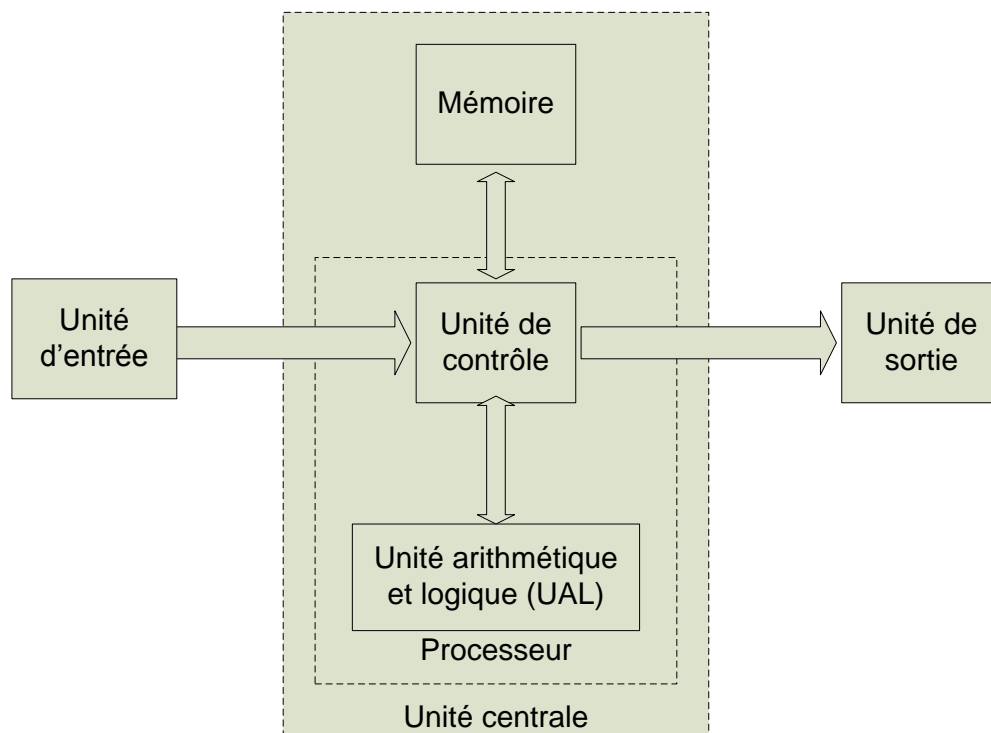 Mémoire
Unité
d'entrée
Unité de
contrôle
Unité de
sortie
Unité arithmétique
et logique (UAL)
Processeur
Unité centrale